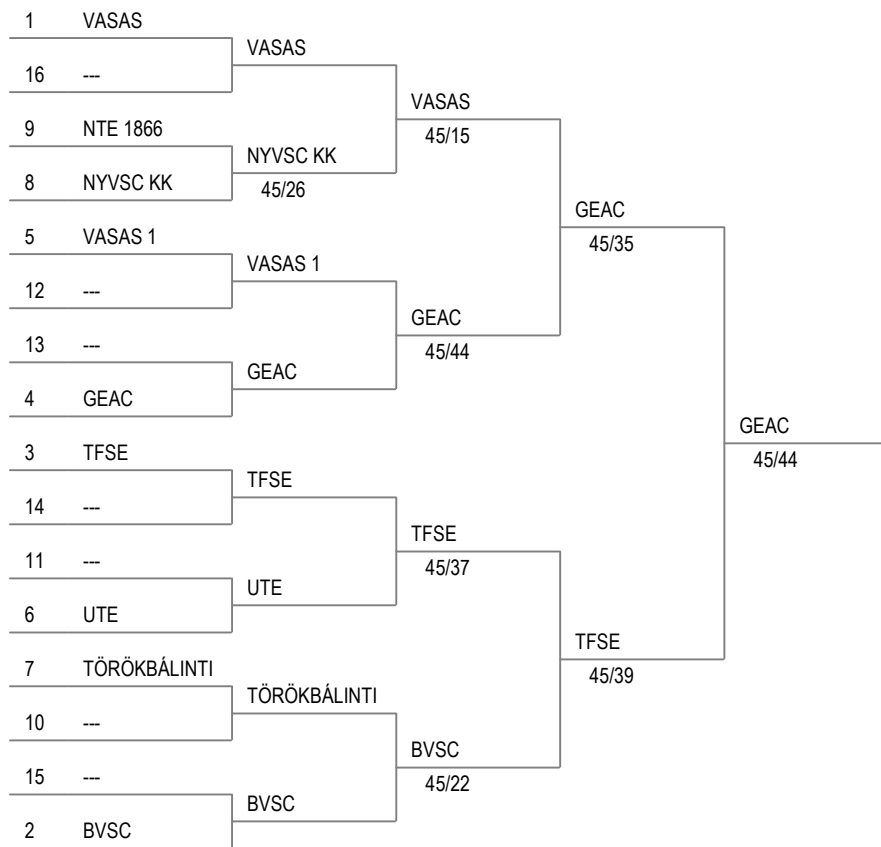 1 VASAS
VASAS
16 ---
VASAS
45/15
9 NTE 1866
NYVSC KK
8 NYVSC KK
45/26
GEAC
45/35
5 VASAS 1
VASAS 1
12 ---
GEAC
45/44
13 ---
GEAC
4 GEAC
GEAC
45/44
3 TFSE
TFSE
14 ---
TFSE
45/37
11 ---
UTE
6 UTE
TFSE
45/39
7 TÖRÖKBÁLINTI
TÖRÖKBÁLINTI
10 ---
BVSC
45/22
15 ---
BVSC
2 BVSC